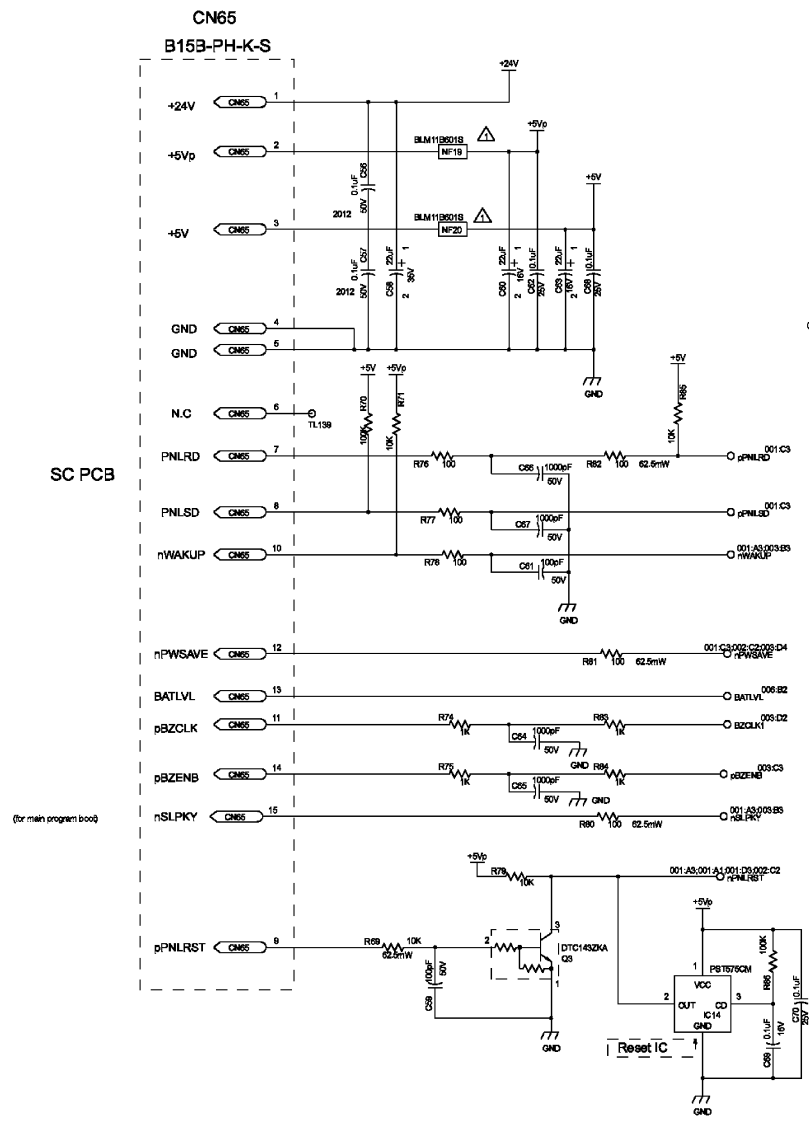 CN65
B15B-PH-K-S
+24V
+24V CN65 1
+5Vp
BLM11B601S 1
+5Vp CN65 2 NF19
C56 0.1uF 50V 2012
+5V
BLM11B601S 1
+5V CN65 3 NF20
C57 0.1uF 50V 2012
C58 22uF 35V 1 2
C60 22uF 16V 1 2
C62 0.1uF 25V
C63 22uF 16V 1 2
C68 0.1uF 25V
GND CN65 4
GND CN65 5
GND
+5V +5Vp +5V
R70 100K
R71 10K
R85 10K
N.C CN65 6 TL139
SC PCB
PNLRD CN65 7 R76 100 R82 100 62.5mW 001:C3 pPNLRD
C66 1000pF 50V
PNLSD CN65 8 R77 100 001:C3 pPNLSD
C67 1000pF 50V
nWAKUP CN65 10 R78 100 001:A3;003:B3 nWAKUP
C61 100pF 50V
GND
nPWSAVE CN65 12 R81 100 62.5mW 001:C3;002:C2;003:D4 nPWSAVE
BATLVL CN65 13 006:B2 BATLVL
pBZCLK CN65 11 R74 1K R83 1K 003:D2 BZCLK1
C64 1000pF 50V GND
pBZENB CN65 14 R75 1K R84 1K 003:C3 pBZENB
C65 1000pF 50V GND
(for main program boot) nSLPKY CN65 15 R80 100 62.5mW 001:A3;003:B3 nSLPKY
+5Vp R79 10K 001:A3;001:A1;001:D3;002:C2 nPNLRST
+5Vp
pPNLRST CN65 9 R69 10K 62.5mW 2 3 1 DTC143ZKA Q3
C59 100pF 50V
GND
PST575CM
1 VCC
2 OUT CD 3
IC14
GND 4
R86 100K
C69 0.1uF 16V
C70 0.1uF 25V
Reset IC
GND